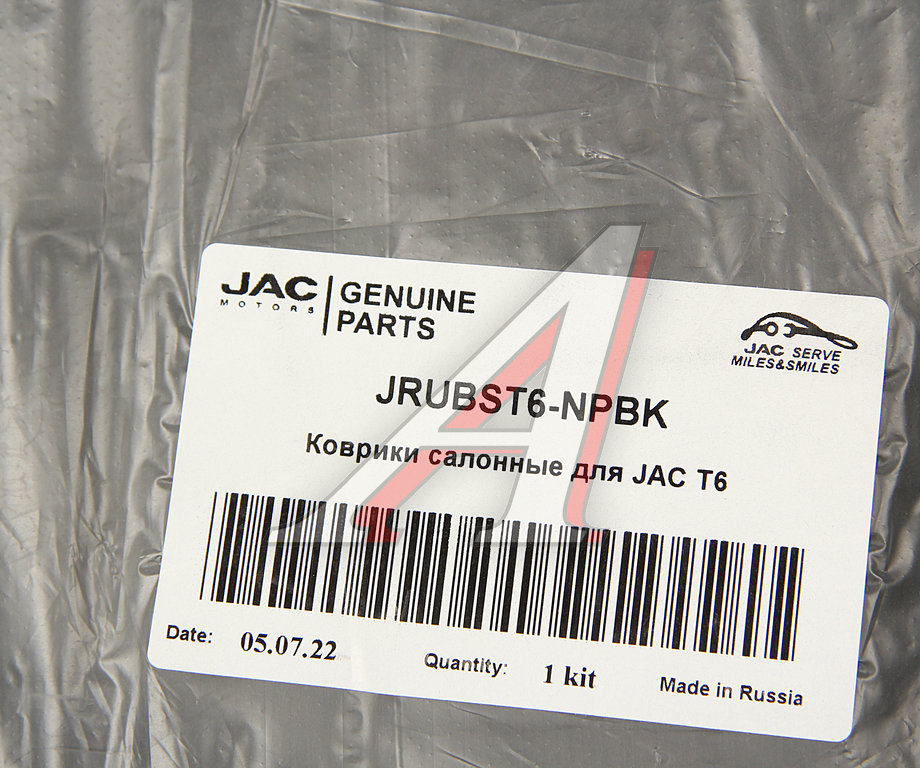 JAC
MOTORS
GENUINE
PARTS
JAC SERVE
MILES&SMILES
JRUBST6-NPBK
Коврики салонные для JAC T6
Date: 05.07.22
Quantity: 1 kit
Made in Russia